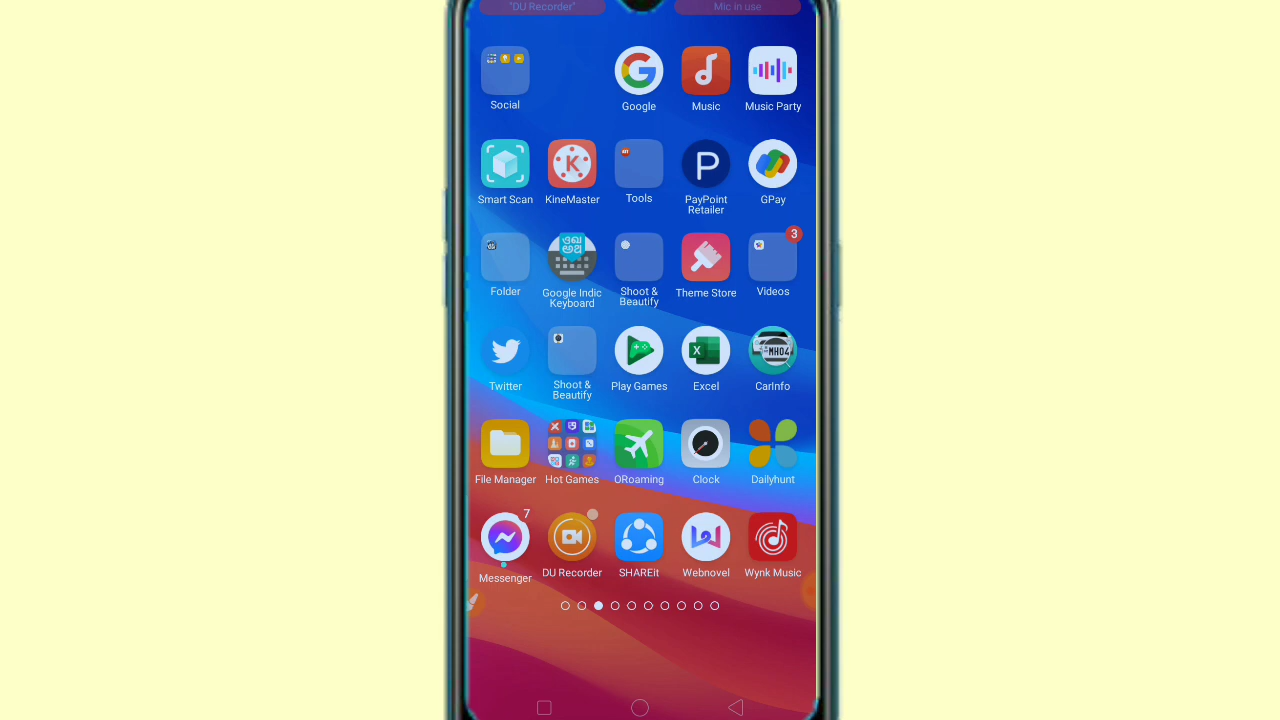 "DU Recorder" Mic in use
Social Google Music Music Party
Smart Scan KineMaster Tools PayPoint Retailer GPay
3
Folder Google Indic Keyboard Shoot & Beautify Theme Store Videos
MH04
Twitter Shoot & Beautify Play Games Excel CarInfo
File Manager Hot Games ORoaming Clock Dailyhunt
7
Messenger DU Recorder SHAREit Webnovel Wynk Music